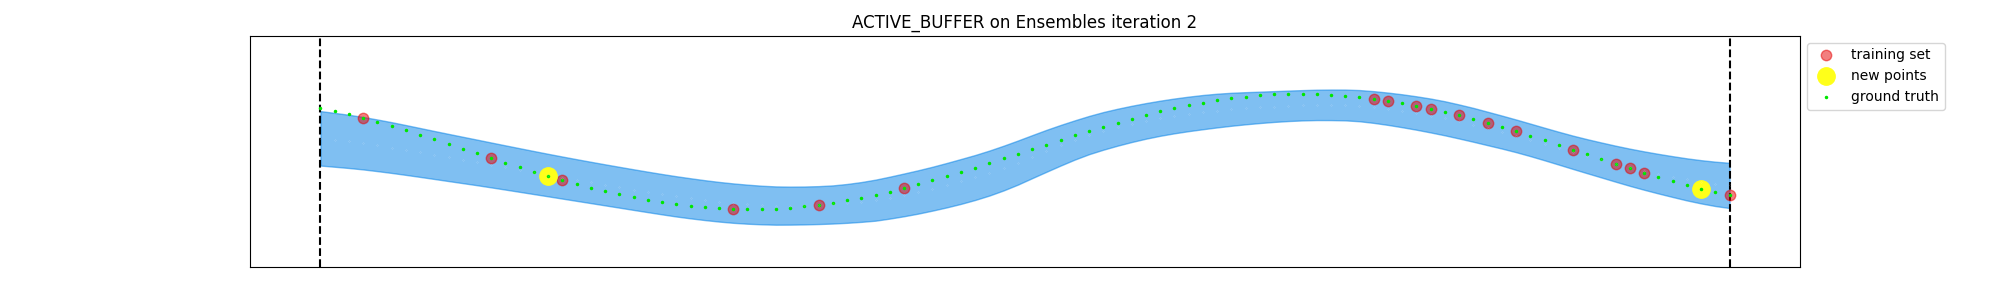 ACTIVE_BUFFER on Ensembles iteration 2
training set
new points
ground truth